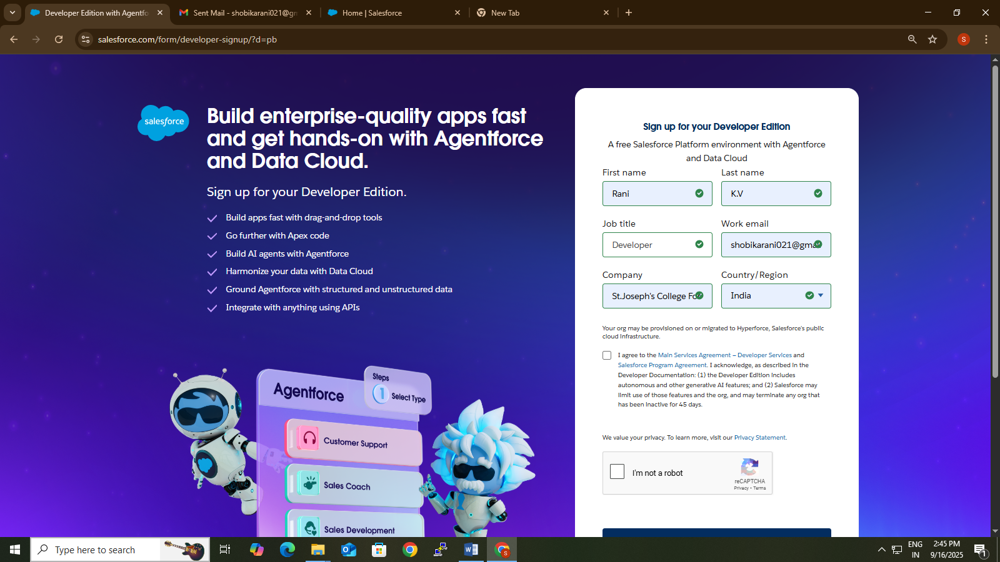 Developer Edition with Agentfo
Sent Mail - shobikarani021@gm
Home | Salesforce
New Tab
salesforce.com/form/developer-signup/?d=pb
S
salesforce
Build enterprise-quality apps fast
and get hands-on with Agentforce
and Data Cloud.
Sign up for your Developer Edition.
Build apps fast with drag-and-drop tools
Go further with Apex code
Build AI agents with Agentforce
Harmonize your data with Data Cloud
Ground Agentforce with structured and unstructured data
Integrate with anything using APIs
Agentforce
Steps
1 Select Type
Customer Support
Sales Coach
Sales Development
Sign up for your Developer Edition
A free Salesforce Platform environment with Agentforce
and Data Cloud
First name Last name
Rani K.V
Job title Work email
Developer shobikarani021@gmai
Company Country/Region
St.Joseph's College For India
Your org may be provisioned on or migrated to Hyperforce, Salesforce's public
cloud infrastructure.
I agree to the Main Services Agreement – Developer Services and
Salesforce Program Agreement. I acknowledge, as described in the
Developer Documentation: (1) the Developer Edition includes
autonomous and other generative AI features; and (2) Salesforce may
limit use of those features and the org, and may terminate any org that
has been inactive for 45 days.
We value your privacy. To learn more, visit our Privacy Statement.
I'm not a robot
reCAPTCHA
Privacy - Terms
Type here to search
ENG
IN
2:45 PM
9/16/2025
1